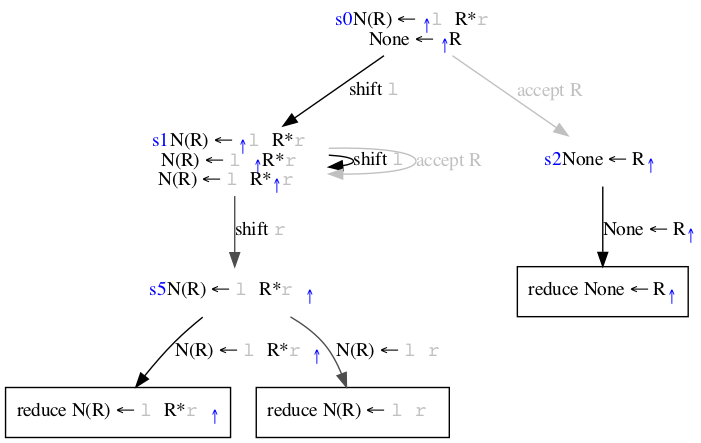 s0N(R) ← ↑l R*r
None ← ↑R
shift l
accept R
s1N(R) ← ↑l R*r
N(R) ← l ↑R*r
N(R) ← l R*↑r
shift l
accept R
s2None ← R↑
shift r
None ← R↑
s5N(R) ← l R*r ↑
reduce None ← R↑
N(R) ← l R*r ↑
N(R) ← l r
reduce N(R) ← l R*r ↑
reduce N(R) ← l r